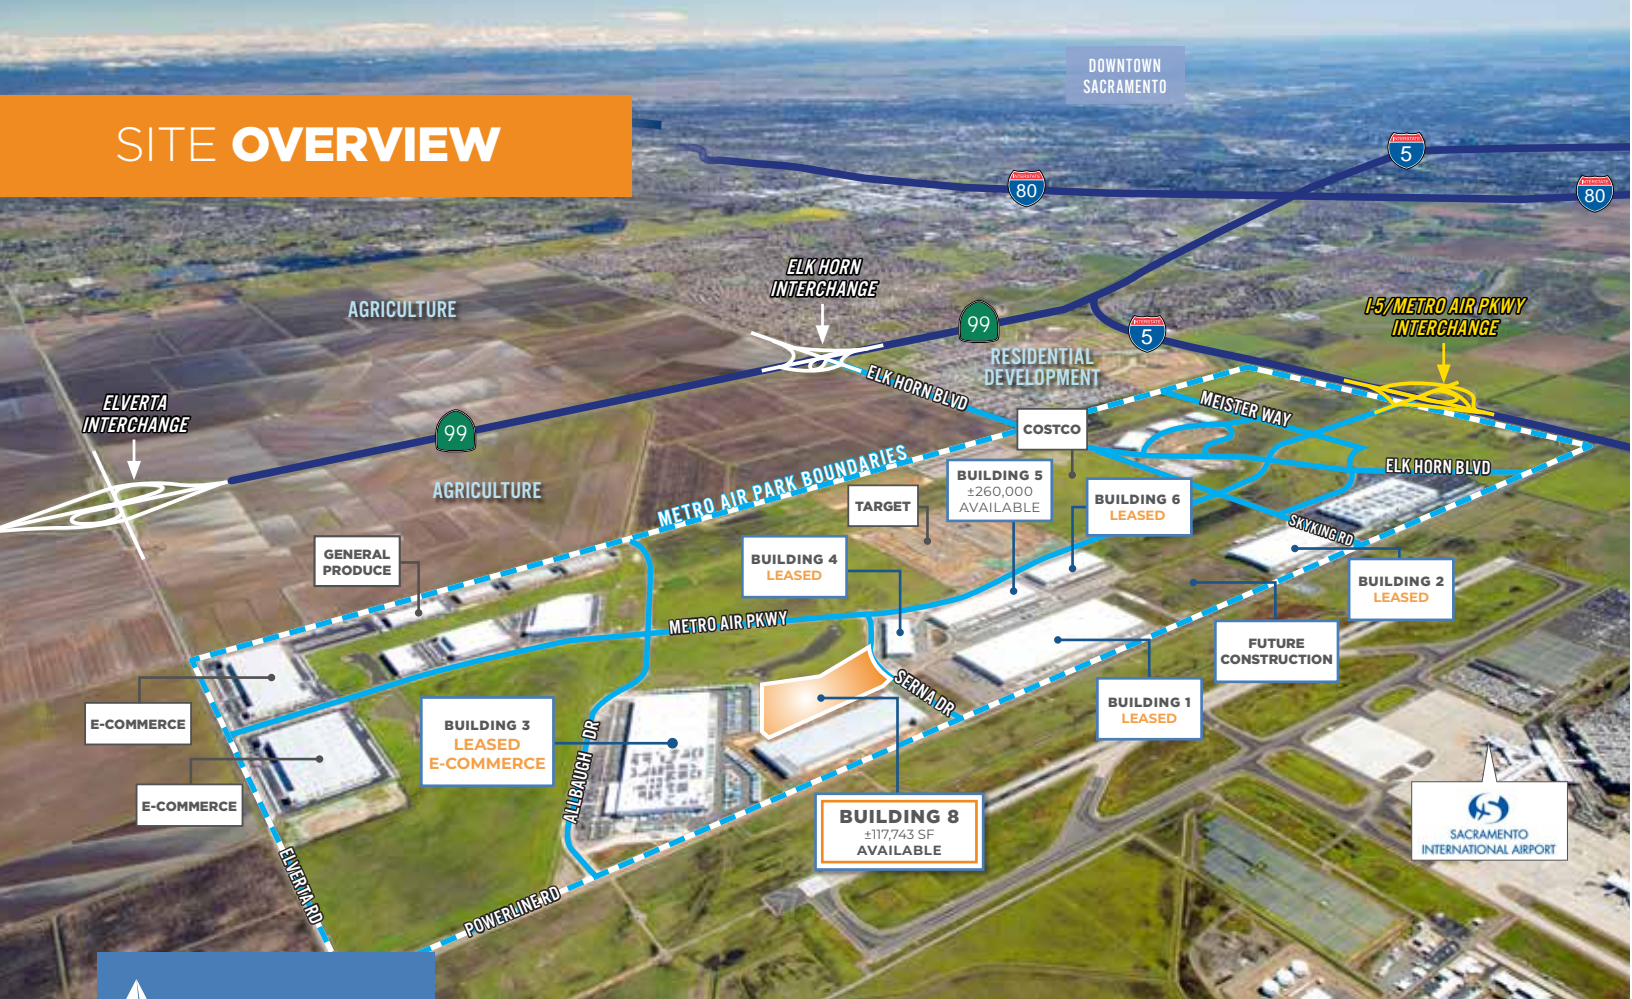 DOWNTOWN
SACRAMENTO
SITE OVERVIEW
INTERSTATE
5
INTERSTATE
80
INTERSTATE
80
ELK HORN
INTERCHANGE
AGRICULTURE
99
I-5/METRO AIR PKWY
INTERCHANGE
INTERSTATE
5
RESIDENTIAL
DEVELOPMENT
ELK HORN BLVD
ELVERTA
INTERCHANGE
99
MEISTER WAY
COSTCO
METRO AIR PARK BOUNDARIES
ELK HORN BLVD
AGRICULTURE
BUILDING 5
±260,000
AVAILABLE
BUILDING 6
LEASED
TARGET
SKYKING RD
GENERAL
PRODUCE
BUILDING 4
LEASED
BUILDING 2
LEASED
METRO AIR PKWY
FUTURE
CONSTRUCTION
SERNA DR
BUILDING 1
LEASED
E-COMMERCE
BUILDING 3
LEASED
E-COMMERCE
ALLBAUGH DR
E-COMMERCE
BUILDING 8
±117,743 SF
AVAILABLE
SACRAMENTO
INTERNATIONAL AIRPORT
ELVERTA RD
POWERLINE RD